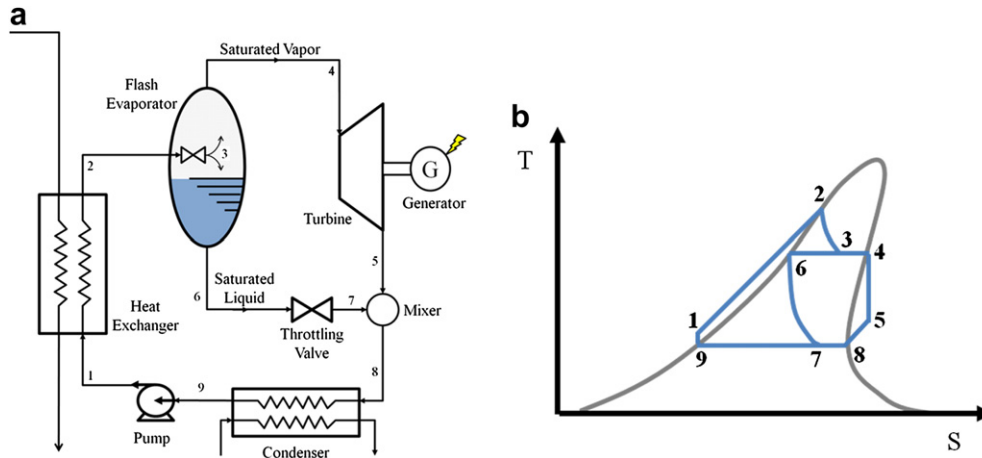 a
Saturated Vapor
4
Flash
Evaporator
3
2
G
Generator
Turbine
5
6
Saturated
Liquid
7
Mixer
Throttling
Valve
Heat
Exchanger
1
8
9
Pump
Condenser
b
T
2
3
4
6
1
5
9
7
8
S